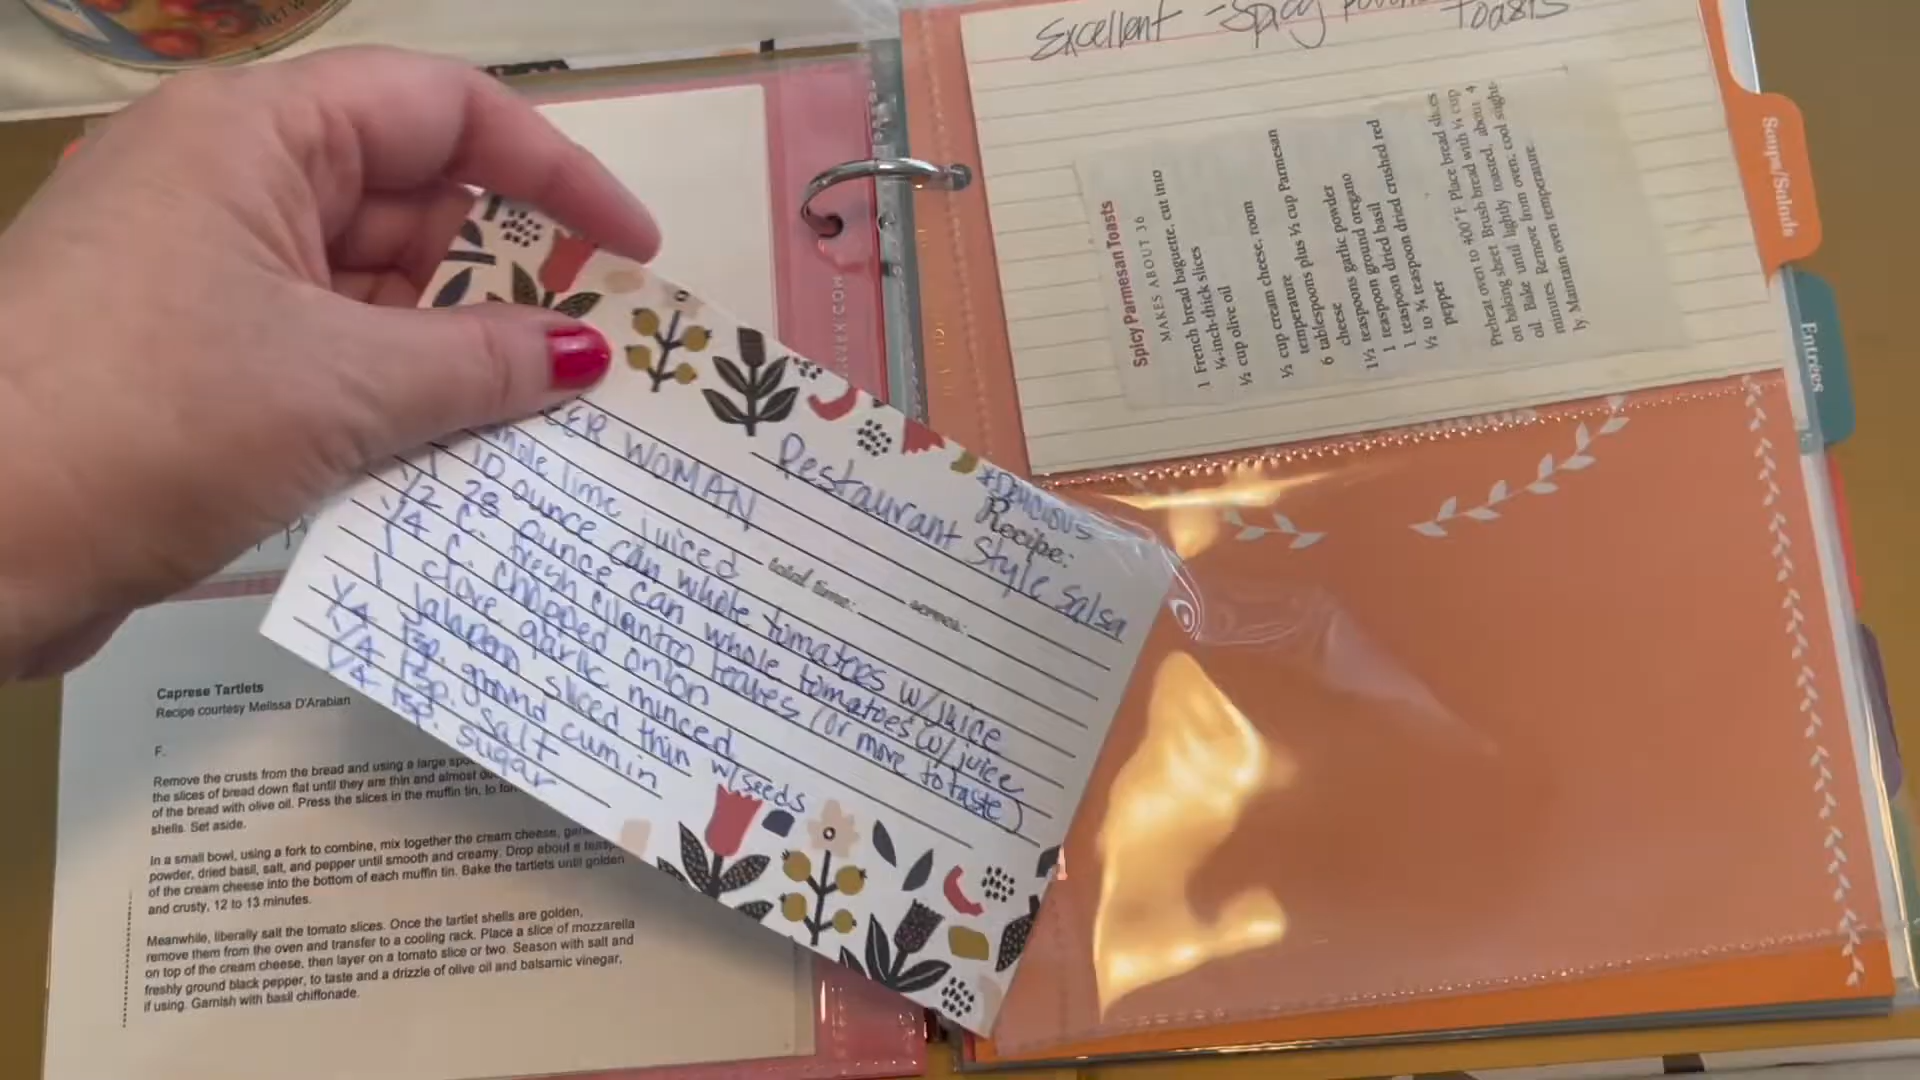 Excellent - Spicy
Toasts
Spicy Parmesan Toasts
MAKES ABOUT 36
1 French bread baguette, cut into
¼-inch-thick slices
½ cup olive oil
½ cup cream cheese, room
temperature
6 tablespoons plus ⅓ cup Parmesan
cheese
1½ teaspoons garlic powder
1 teaspoon ground oregano
1 teaspoon dried basil
½ to ¾ teaspoon dried crushed red
pepper
Preheat oven to 400°F. Place bread slices
on baking sheet. Brush bread with ¼ cup
oil. Bake until lightly toasted, about 4
minutes. Remove from oven; cool slight-
ly. Maintain oven temperature.
Soups/Salads
Entrées
*Delicious
Recipe:
Restaurant Style Salsa
WOMAN
total time:
serves:
whole lime juiced
1 10 ounce can whole tomatoes w/juice
28 ounce can whole tomatoes w/juice
1/2 c. fresh cilantro leaves (or more to taste)
1/4 c. chopped onion
1 clove garlic minced
1 Jalapeno sliced thin w/seeds
1/4 tsp. ground cumin
1/4 tsp. salt
1/4 tsp. sugar
Caprese Tartlets
Recipe courtesy Melissa D'Arabian
F.
Remove the crusts from the bread and using a large
the slices of bread down flat until they are thin and almost
of the bread with olive oil. Press the slices in the muffin tin, to
shells. Set aside.
In a small bowl, using a fork to combine, mix together the cream cheese,
powder, dried basil, salt, and pepper until smooth and creamy. Drop about a
of the cream cheese into the bottom of each muffin tin. Bake the tartlets until golden
and crusty, 12 to 13 minutes.
Meanwhile, liberally salt the tomato slices. Once the tartlet shells are golden,
remove them from the oven and transfer to a cooling rack. Place a slice of mozzarella
on top of the cream cheese, then layer on a tomato slice or two. Season with salt and
freshly ground black pepper, to taste and a drizzle of olive oil and balsamic vinegar,
if using. Garnish with basil chiffonade.